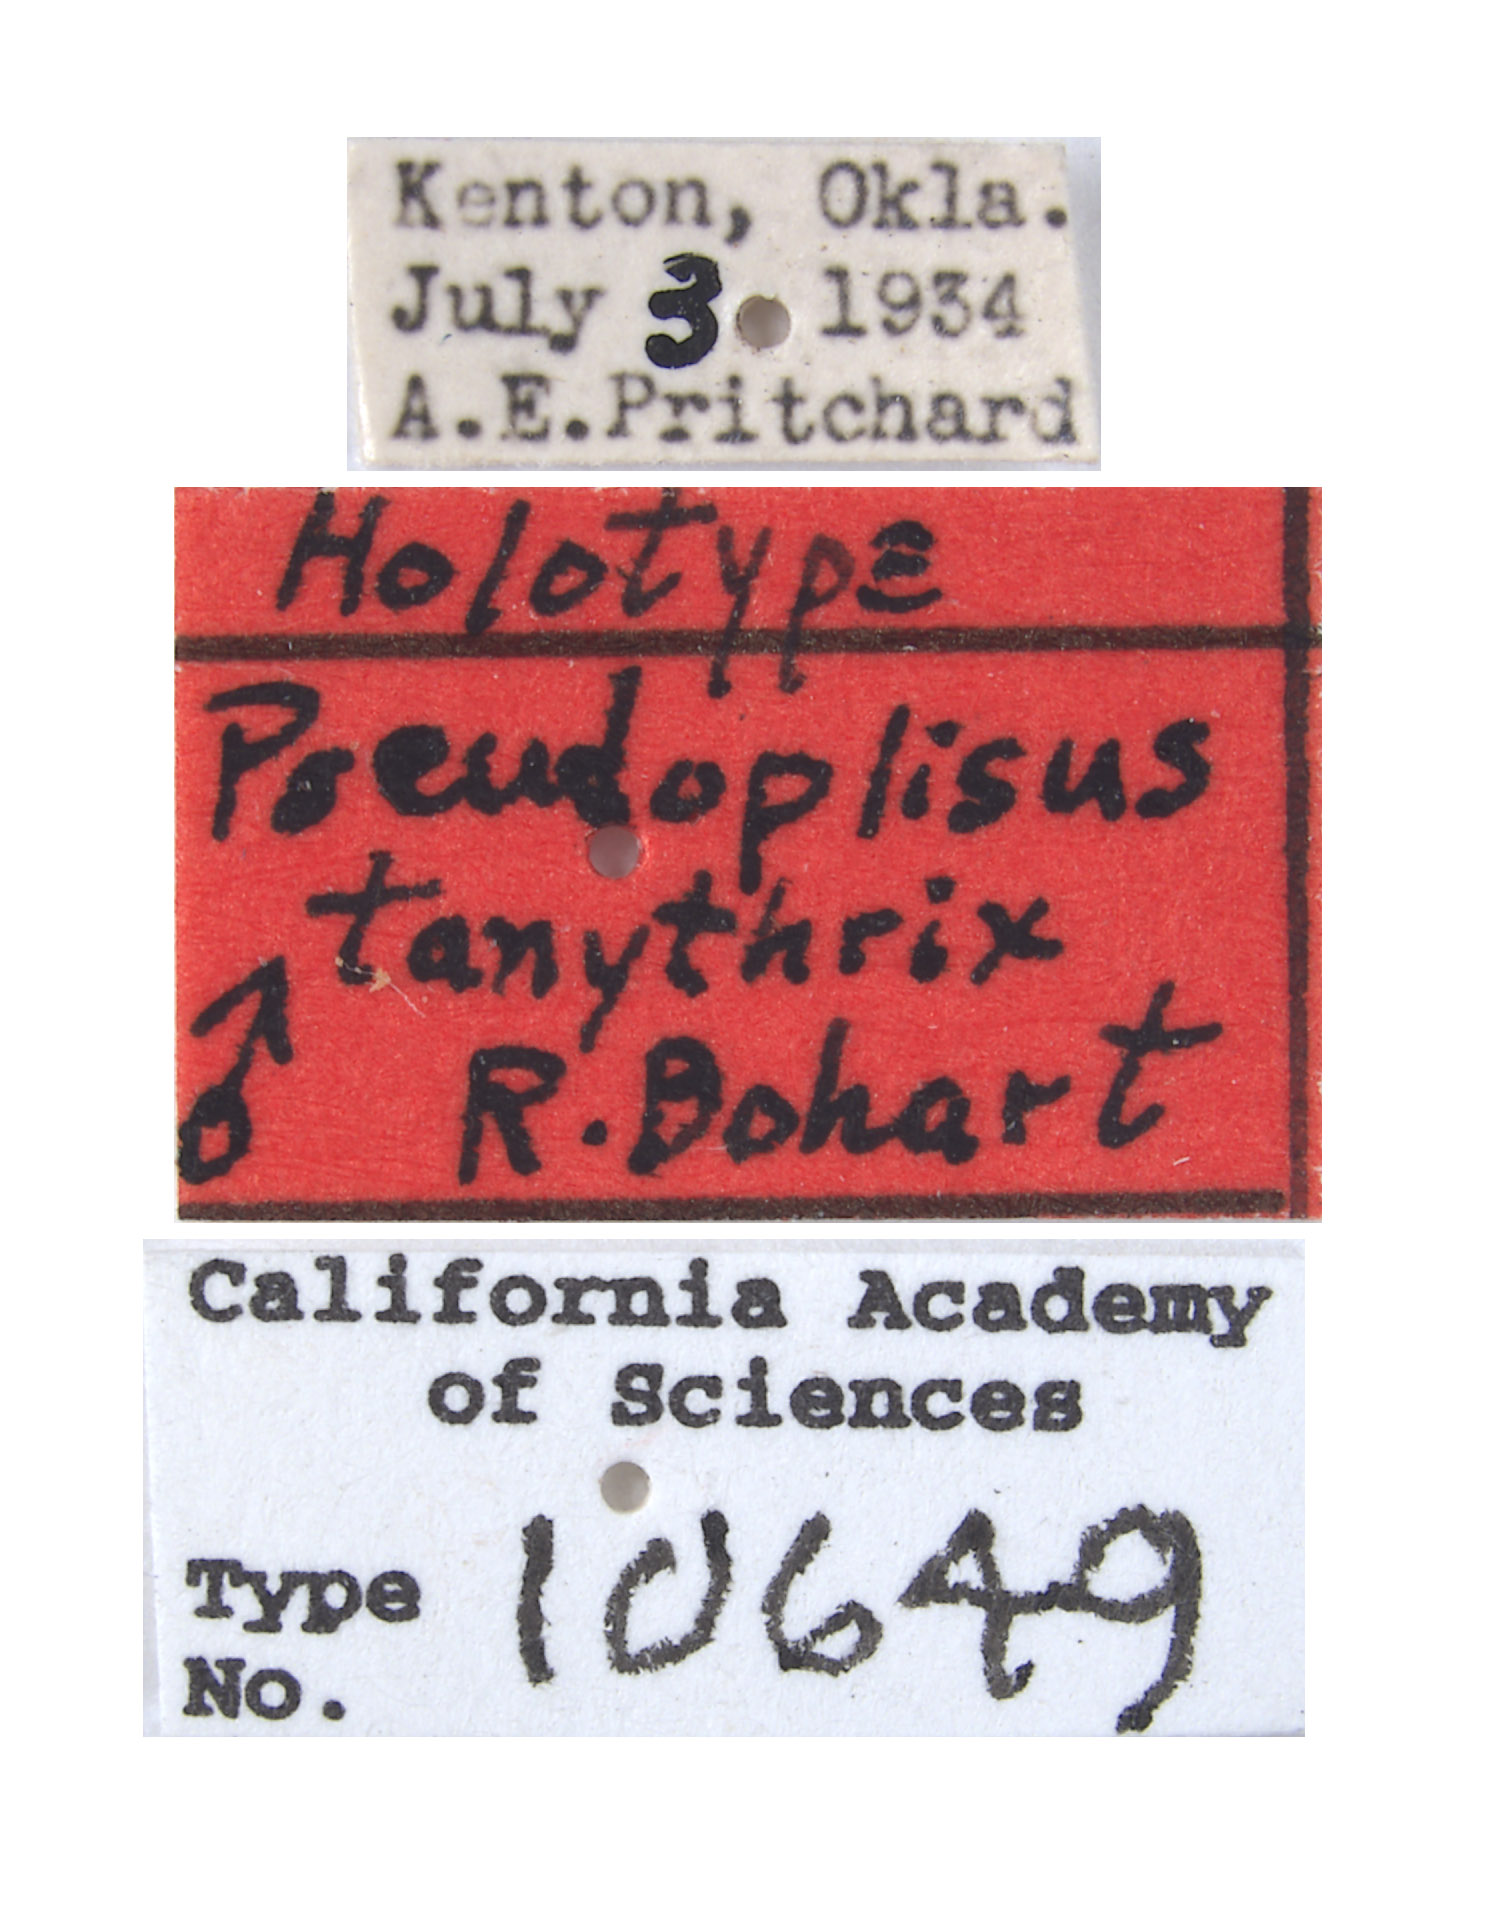 Kenton, Okla.
July 3 1934
A.E.Pritchard
Holotype
Pseudoplisus
tanythrix
♂ R. Bohart
California Academy
of Sciences
Type
No. 10649